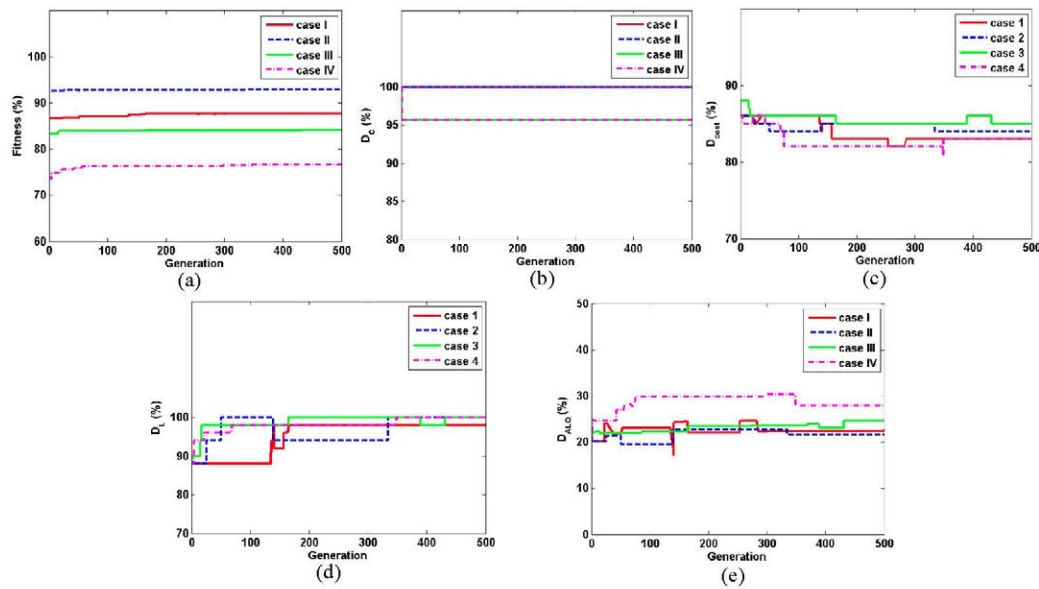 case I
case II
case III
case IV
Fitness (%)
110
100
90
80
70
60
0
100
200
300
400
500
Generation
(a)
case I
case II
case III
case IV
D_C (%)
100
95
90
85
80
0
100
200
300
400
500
Generation
(b)
case 1
case 2
case 3
case 4
D_cost (%)
90
80
70
0
100
200
300
400
500
Generation
(c)
case 1
case 2
case 3
case 4
D_L (%)
100
90
80
70
0
100
200
300
400
500
Generation
(d)
case I
case II
case III
case IV
D_ALO (%)
50
40
30
20
10
0
0
100
200
300
400
500
Generation
(e)